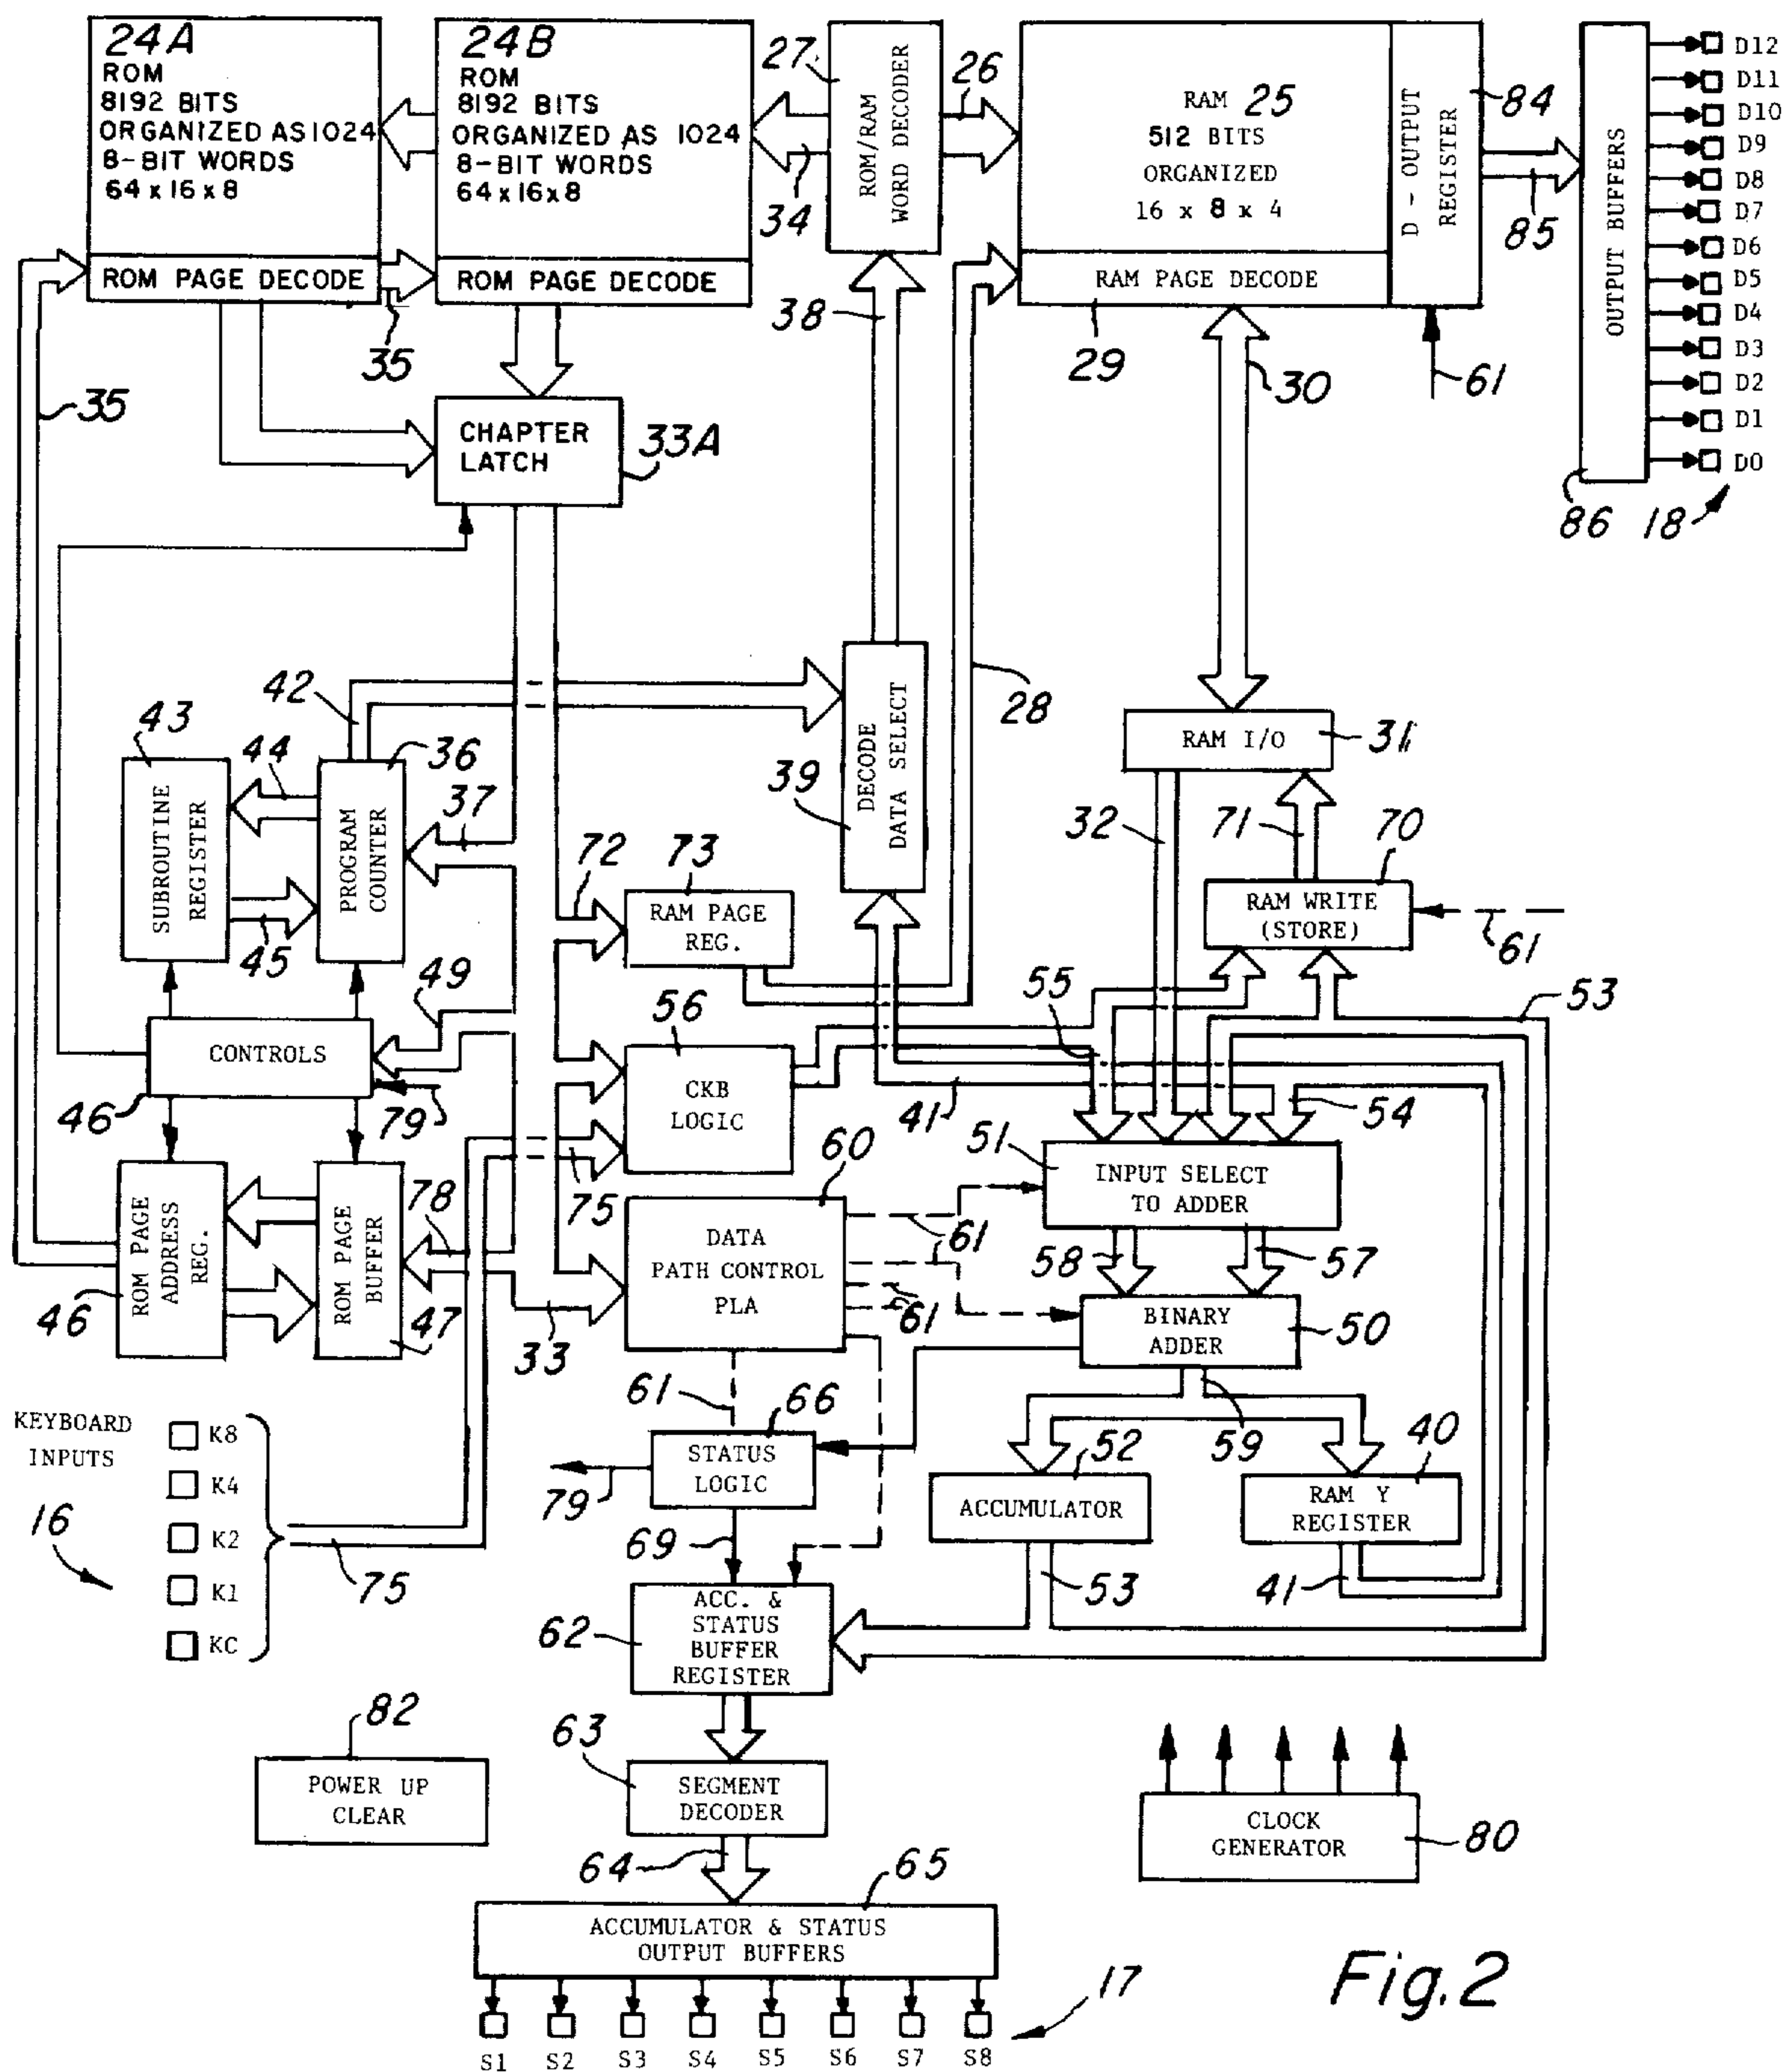 24A
ROM
8192 BITS
ORGANIZED AS 1024
8-BIT WORDS
64 x 16 x 8
ROM PAGE DECODE
24B
ROM
8192 BITS
ORGANIZED AS 1024
8-BIT WORDS
64 x 16 x 8
ROM PAGE DECODE
27
ROM/RAM
WORD DECODER
26
34
RAM 25
512 BITS
ORGANIZED
16 x 8 x 4
RAM PAGE DECODE
D - OUTPUT
REGISTER
84
85
OUTPUT BUFFERS
D12
D11
D10
D9
D8
D7
D6
D5
D4
D3
D2
D1
D0
86
18
35
35
38
29
30
61
CHAPTER
LATCH
33A
42
43
44
36
37
SUBROUTINE
REGISTER
PROGRAM
COUNTER
45
39
DECODE
DATA SELECT
28
RAM I/O
31
32
71
70
RAM WRITE
(STORE)
61
72
73
RAM PAGE
REG.
49
CONTROLS
46
79
56
CKB
LOGIC
55
53
41
54
51
INPUT SELECT
TO ADDER
75
78
60
DATA
PATH CONTROL
PLA
61
61
58
57
ROM PAGE
ADDRESS
REG.
46
ROM PAGE
BUFFER
47
33
BINARY
ADDER
50
61
66
59
KEYBOARD
INPUTS
K8
K4
K2
K1
KC
16
75
STATUS
LOGIC
79
69
52
ACCUMULATOR
40
RAM Y
REGISTER
53
41
62
ACC. &
STATUS
BUFFER
REGISTER
82
POWER UP
CLEAR
63
SEGMENT
DECODER
64
65
CLOCK
GENERATOR
80
ACCUMULATOR & STATUS
OUTPUT BUFFERS
S1
S2
S3
S4
S5
S6
S7
S8
17
Fig.2